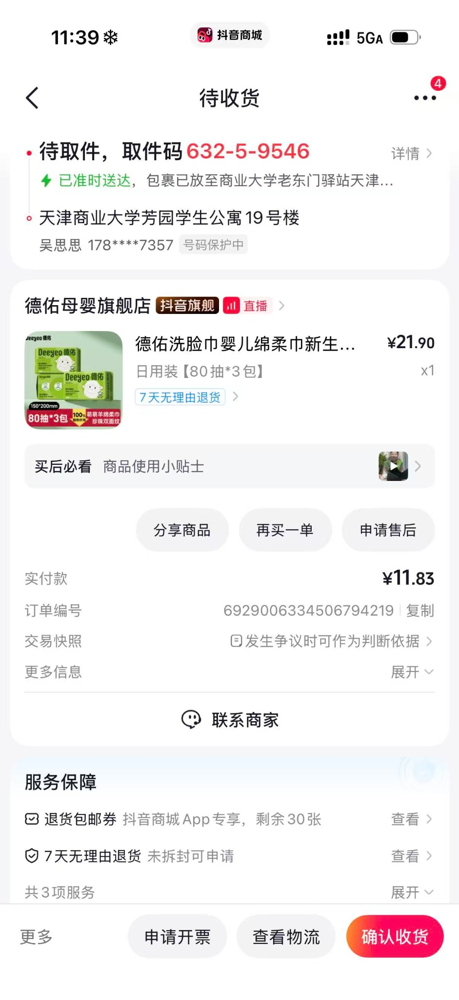 11:39
抖音商城
5GA
待收货
4
待取件，取件码632-5-9546
详情
已准时送达，包裹已放至商业大学老东门驿站天津...
天津商业大学芳园学生公寓19号楼
吴思思 178****7357 号码保护中
德佑母婴旗舰店 抖音旗舰 直播
Deeyeo 德佑
Deeyeo 德佑
Deeyeo 德佑
150*200mm
80抽*3包
100%
植物纤维
萌萌羊绵柔巾
珍珠双面纹
德佑洗脸巾婴儿绵柔巾新生... ¥21.90
日用装【80抽*3包】 x1
7天无理由退货
买后必看 商品使用小贴士
分享商品 再买一单 申请售后
实付款 ¥11.83
订单编号 6929006334506794219 复制
交易快照 发生争议时可作为判断依据
更多信息 展开
联系商家
服务保障
退货包邮券 抖音商城App专享，剩余30张 查看
7天无理由退货 未拆封可申请 查看
共3项服务 展开
更多 申请开票 查看物流 确认收货